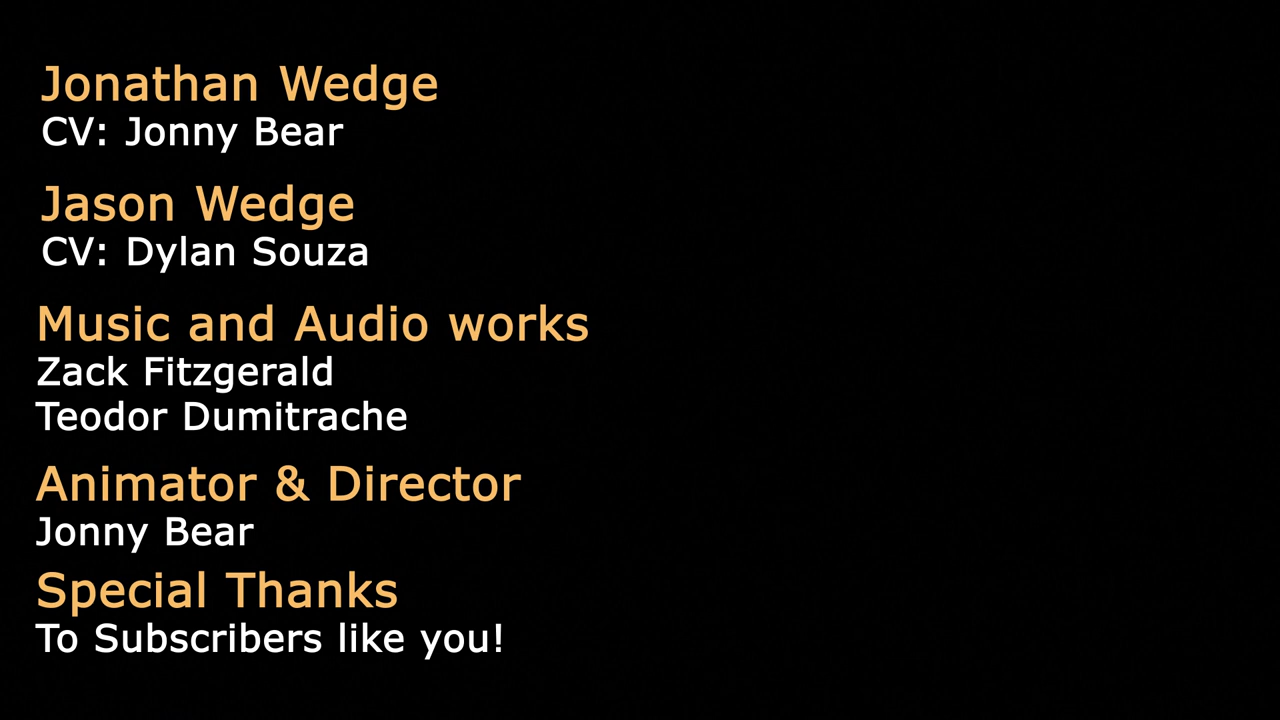 Jonathan Wedge
CV: Jonny Bear
Jason Wedge
CV: Dylan Souza
Music and Audio works
Zack Fitzgerald
Teodor Dumitrache
Animator & Director
Jonny Bear
Special Thanks
To Subscribers like you!